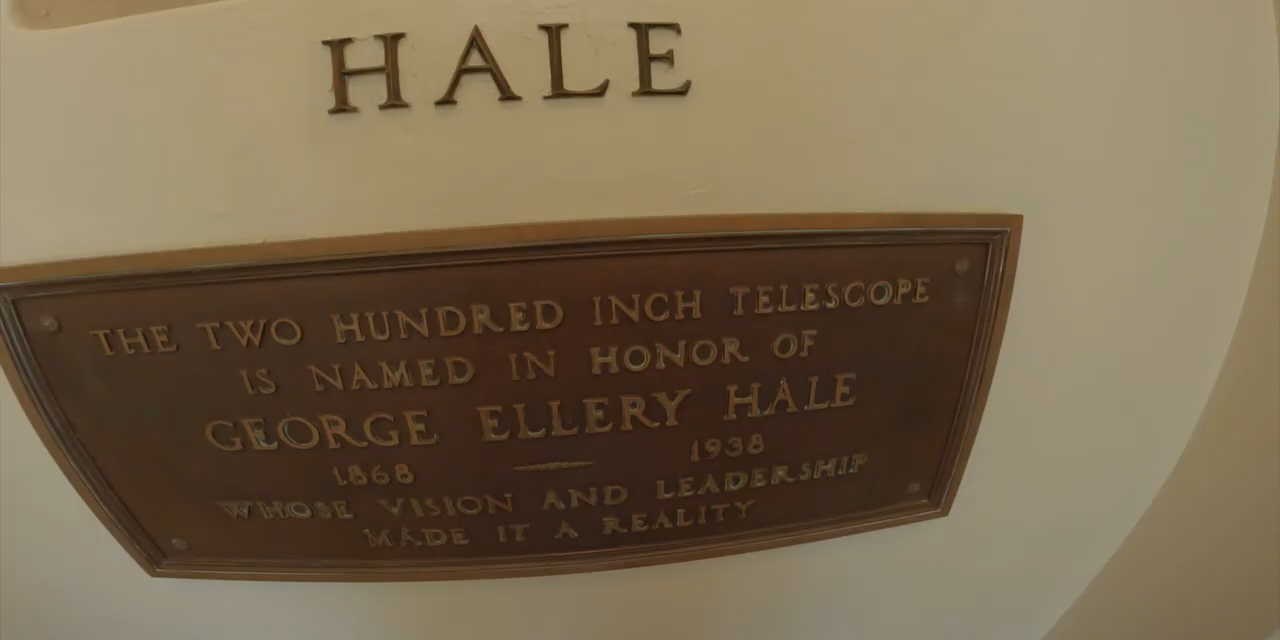 HALE
THE TWO HUNDRED INCH TELESCOPE
IS NAMED IN HONOR OF
GEORGE ELLERY HALE
1868 — 1938
WHOSE VISION AND LEADERSHIP
MADE IT A REALITY